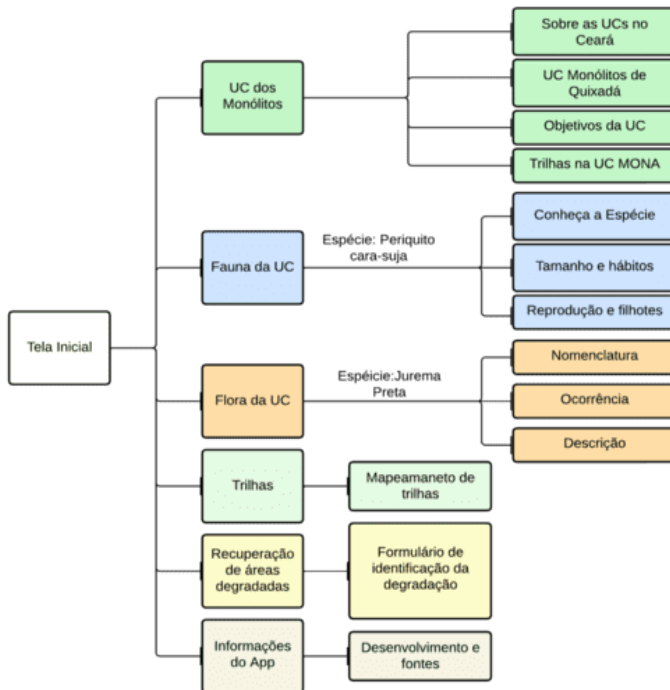 Tela Inicial
UC dos
Monólitos
Sobre as UCs no
Ceará
UC Monólitos de
Quixadá
Objetivos da UC
Trilhas na UC MONA
Fauna da UC
Espécie: Periquito
cara-suja
Conheça a Espécie
Tamanho e hábitos
Reprodução e filhotes
Flora da UC
Espéicie:Jurema
Preta
Nomenclatura
Ocorrência
Descrição
Trilhas
Mapeamaneto de
trilhas
Recuperação
de áreas
degradadas
Formulário de
identificação da
degradação
Informações
do App
Desenvolvimento e
fontes